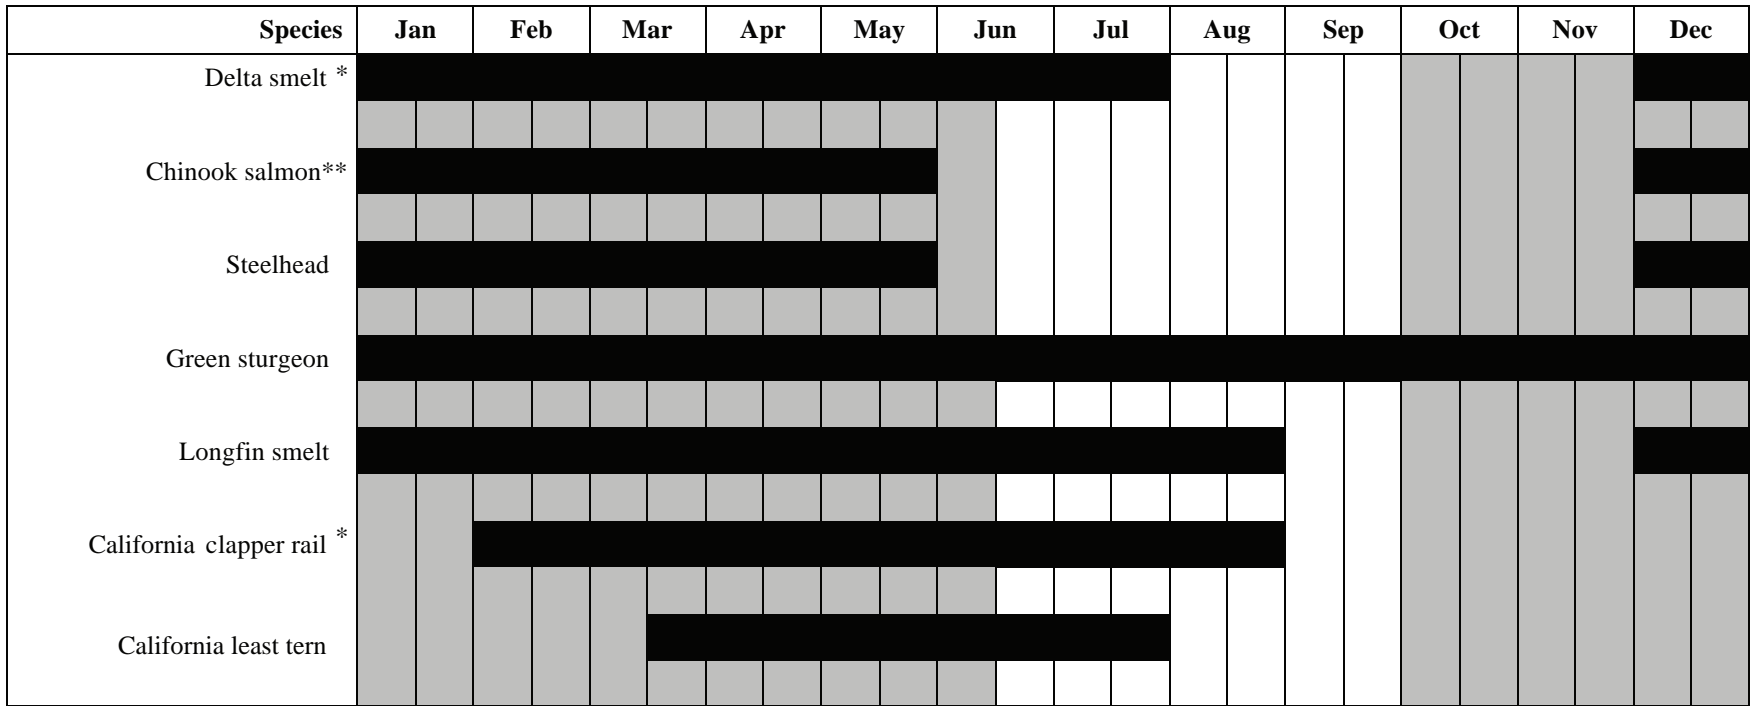 Species Jan Feb Mar Apr May Jun Jul Aug Sep Oct Nov Dec
Delta smelt *
Chinook salmon**
Steelhead
Green sturgeon
Longfin smelt
California clapper rail *
California least tern